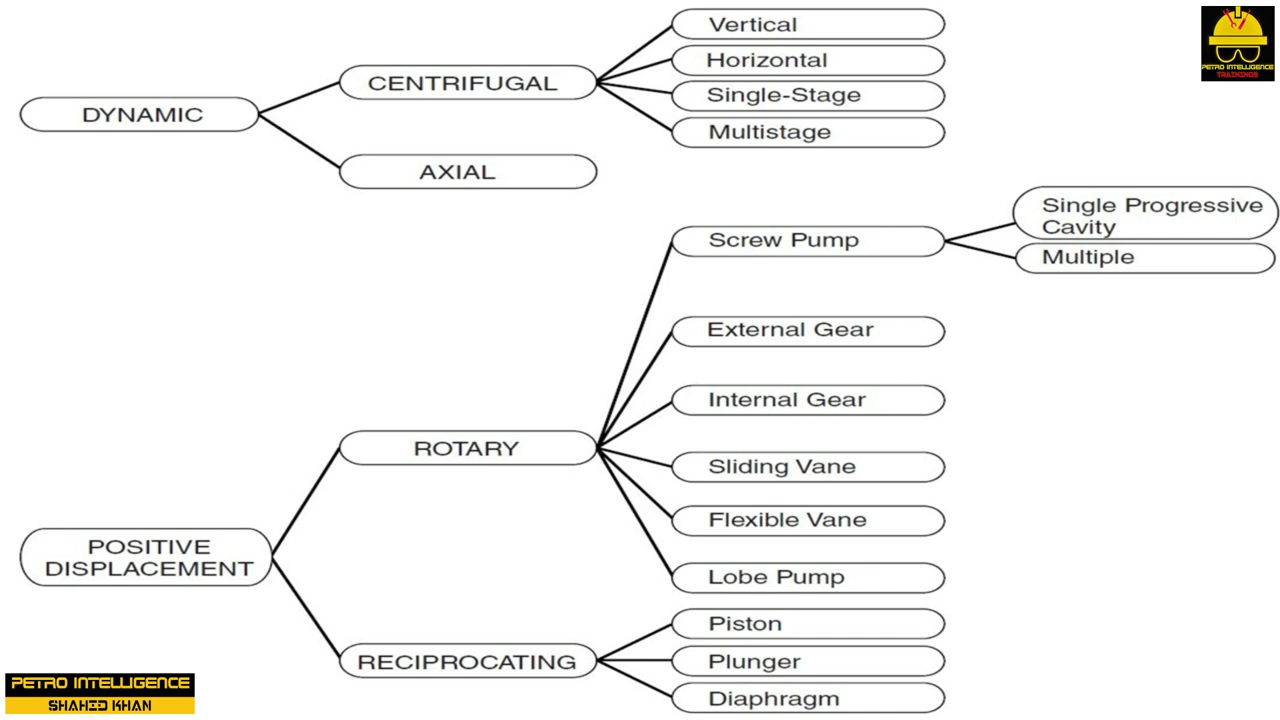 Vertical
Horizontal
CENTRIFUGAL
Single-Stage
DYNAMIC
Multistage
AXIAL
PETRO INTELLIGENCE
TRAININGS
Single Progressive
Cavity
Screw Pump
Multiple
External Gear
Internal Gear
ROTARY
Sliding Vane
Flexible Vane
POSITIVE
DISPLACEMENT
Lobe Pump
Piston
RECIPROCATING
Plunger
Diaphragm
PETRO INTELLIGENCE
SHAHID KHAN